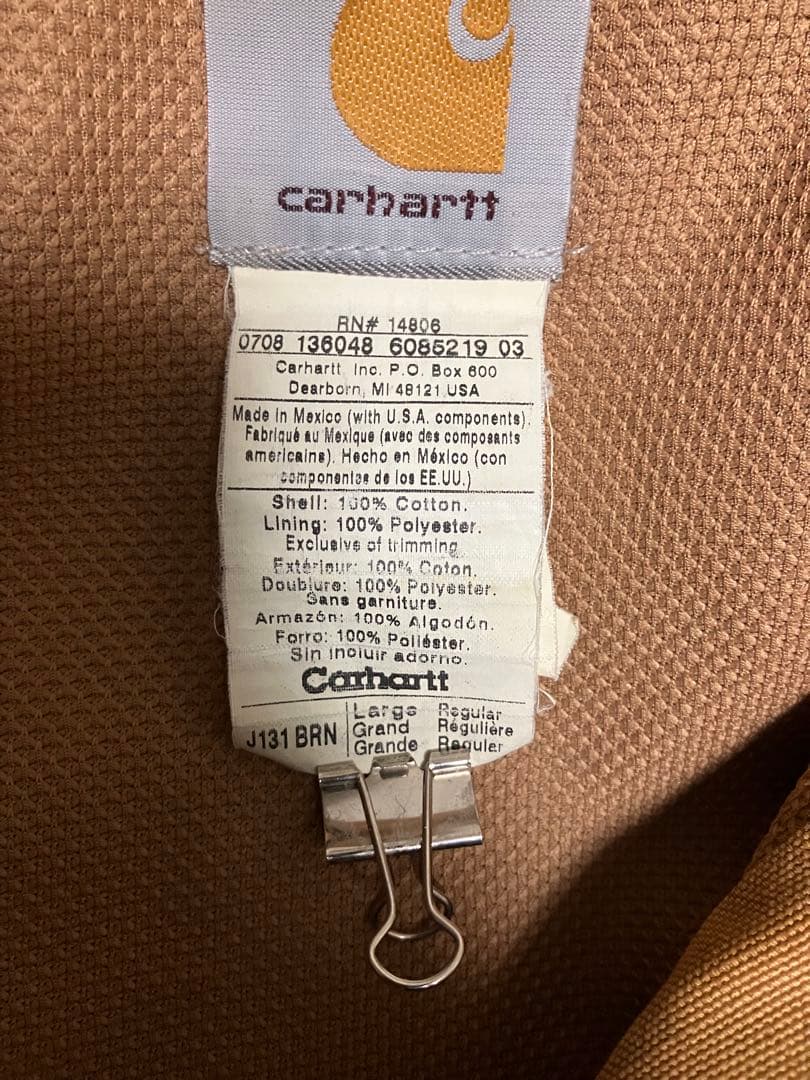 carhartt
RN# 14806
0708 136048 6085219 03
Carhartt, Inc. P.O. Box 600
Dearborn, MI 48121 USA
Made in Mexico (with U.S.A. components).
Fabriqué au Mexique (avec des composants
americains). Hecho en México (con
componentes de los EE.UU.)
Shell: 100% Cotton.
Lining: 100% Polyester.
Exclusive of trimming
Extérieur: 100% Coton.
Doublure: 100% Polyester.
Sans garniture.
Armazón: 100% Algodón.
Forro: 100% Poliéster.
Sin incluir adorno.
Carhartt
J131 BRN
Large Regular
Grand Régulière
Grande Regular